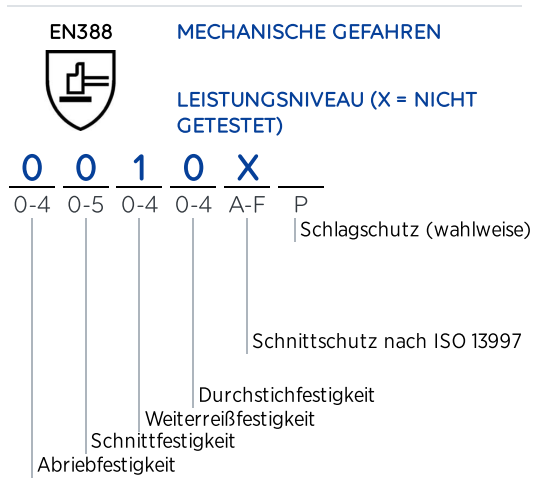 EN388
MECHANISCHE GEFAHREN
LEISTUNGSNIVEAU (X = NICHT
GETESTET)
0 0 1 0 X
0-4 0-5 0-4 0-4 A-F P
Schlagschutz (wahlweise)
Schnittschutz nach ISO 13997
Durchstichfestigkeit
Weiterreißfestigkeit
Schnittfestigkeit
Abriebfestigkeit